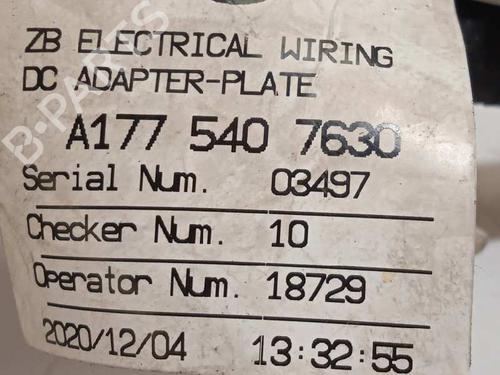 ZB ELECTRICAL WIRING
DC ADAPTER-PLATE
A177 540 7630
Serial Num. 03497
Checker Num. 10
Operator Num. 18729
2020/12/04 13:32:55
B-PARTS